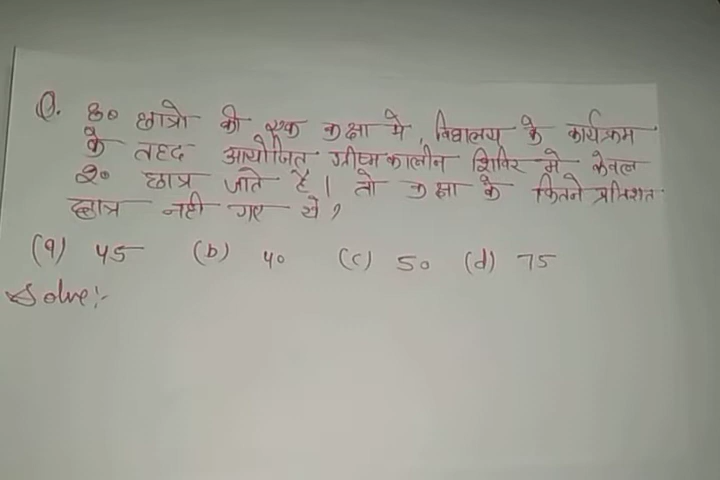 Q. 80 छात्रो की एक कक्षा मे, विद्यालय के कार्यक्रम
के तहद आयोजित ग्रीष्मकालीन शिविर मे केवल
20 छात्र जाते है। तो कक्षा के कितने प्रतिशत
छात्र नही गए थे?
(a) 45 (b) 40 (c) 50 (d) 75
Solve:-